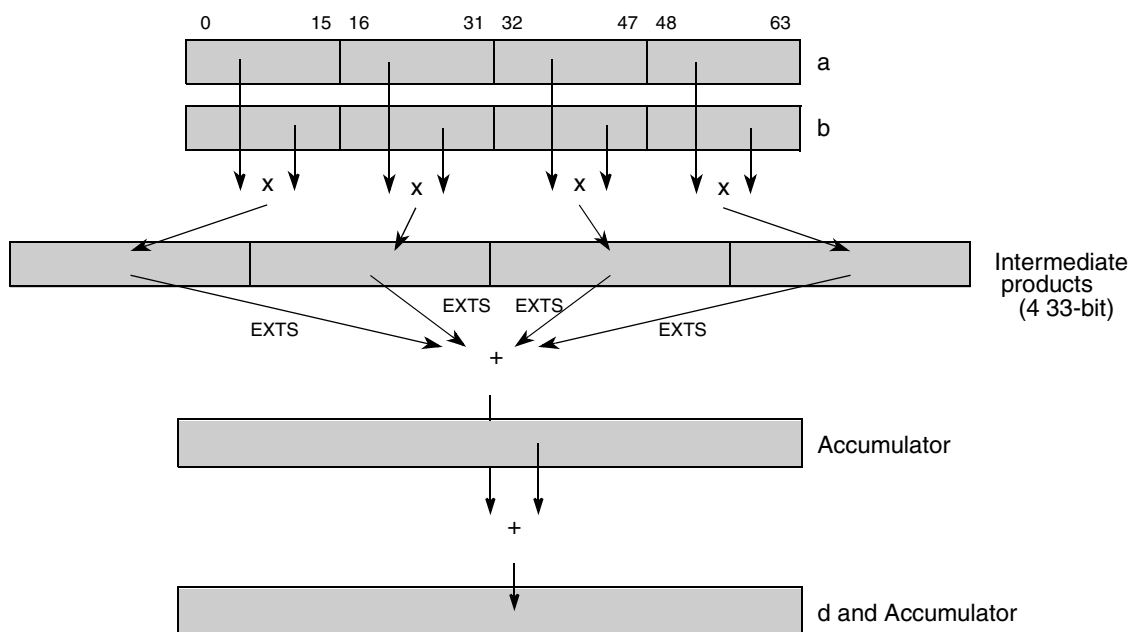 0 15 16 31 32 47 48 63
a
b
x x x x
Intermediate
products
(4 33-bit)
EXTS EXTS
EXTS EXTS
+
Accumulator
+
d and Accumulator